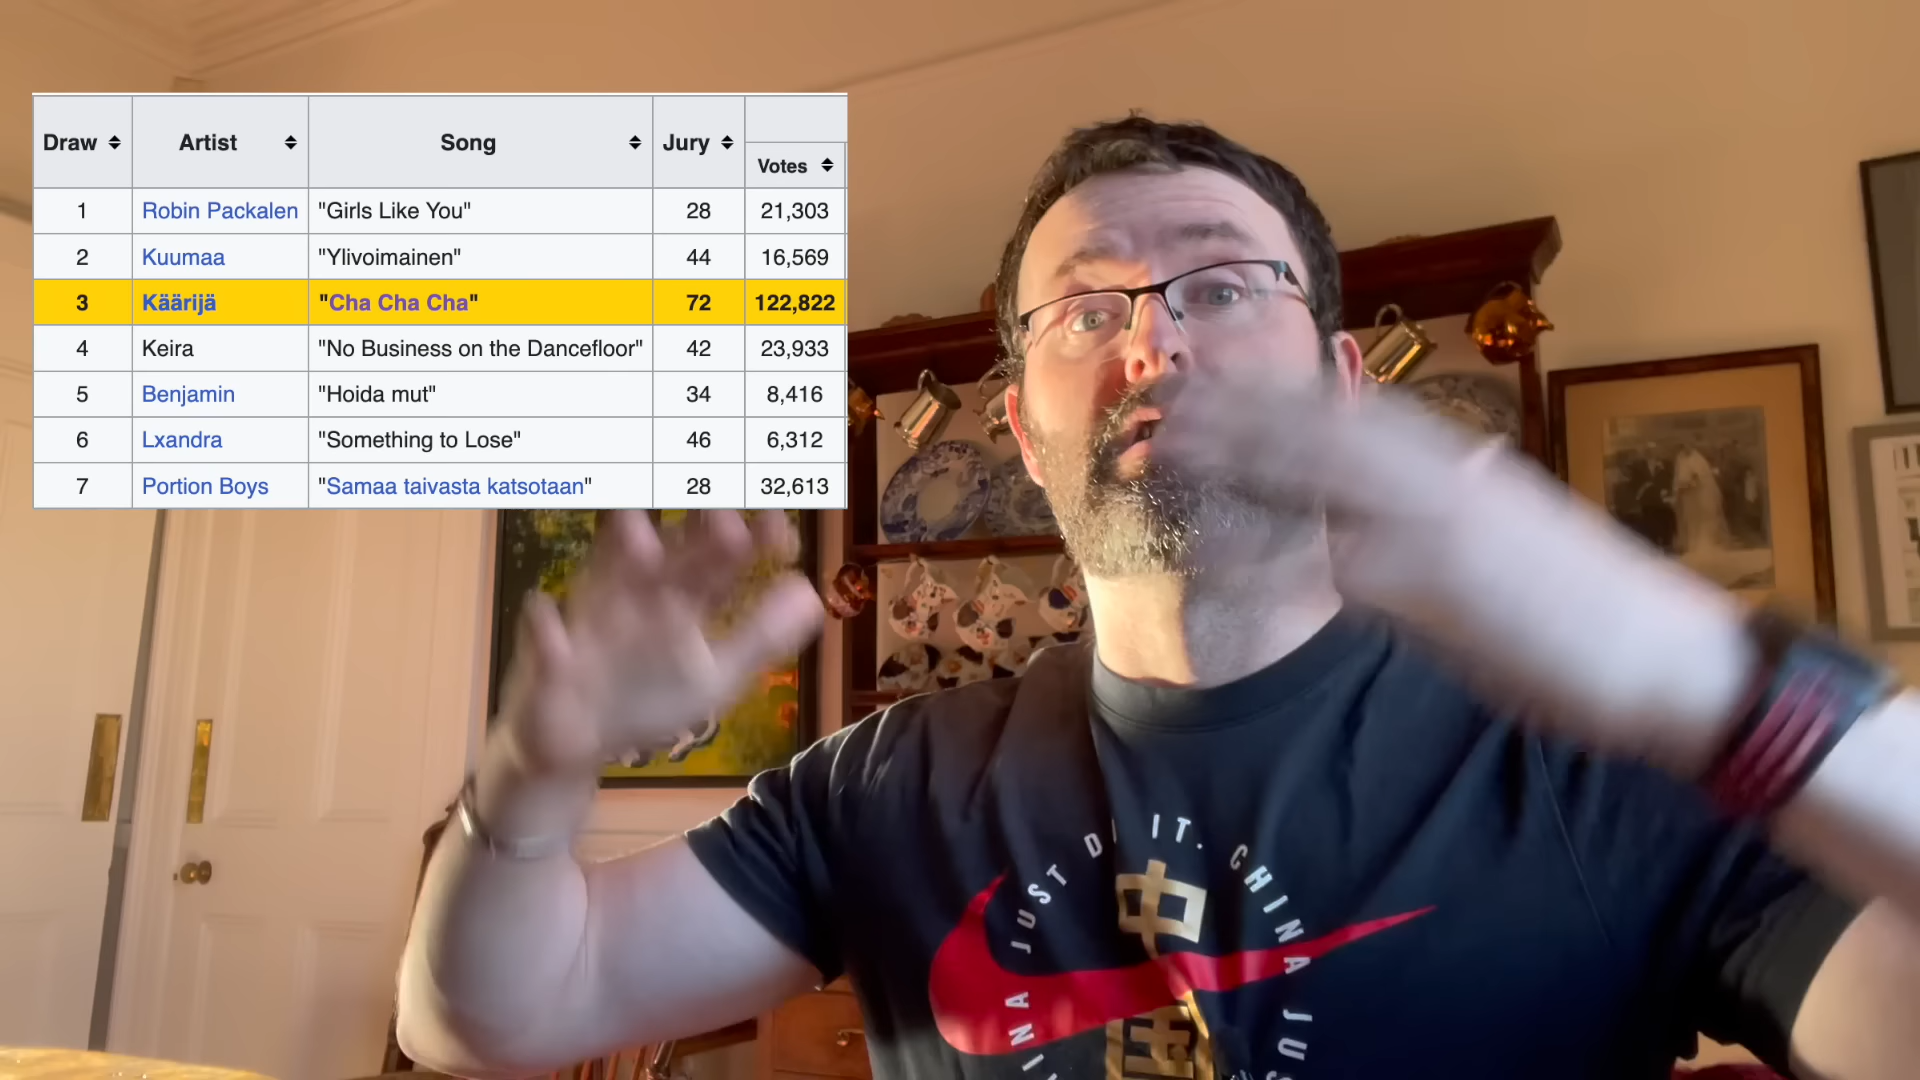 Draw Artist Song Jury Votes
1 Robin Packalen "Girls Like You" 28 21,303
2 Kuumaa "Ylivoimainen" 44 16,569
3 Käärijä "Cha Cha Cha" 72 122,822
4 Keira "No Business on the Dancefloor" 42 23,933
5 Benjamin "Hoida mut" 34 8,416
6 Lxandra "Something to Lose" 46 6,312
7 Portion Boys "Samaa taivasta katsotaan" 28 32,613
JUST DO IT. CHINA JUS
INA
中